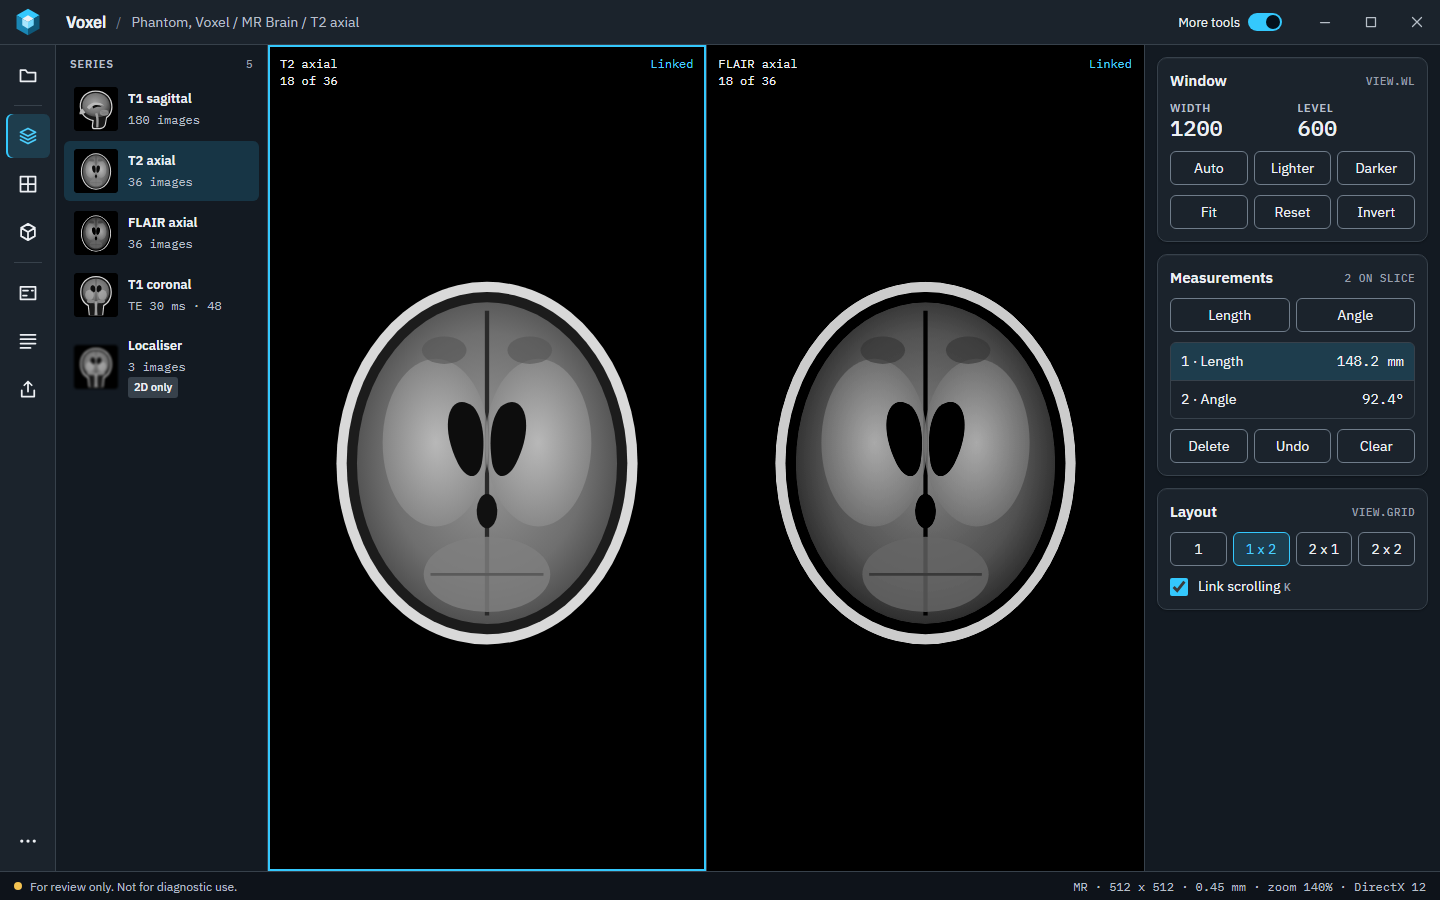 Voxel / Phantom, Voxel / MR Brain / T2 axial
More tools
SERIES 5
T1 sagittal
180 images
T2 axial
36 images
FLAIR axial
36 images
T1 coronal
TE 30 ms · 48
Localiser
3 images
2D only
T2 axial
18 of 36
Linked
FLAIR axial
18 of 36
Linked
Window VIEW.WL
WIDTH LEVEL
1200 600
Auto Lighter Darker
Fit Reset Invert
Measurements 2 ON SLICE
Length Angle
1 · Length 148.2 mm
2 · Angle 92.4°
Delete Undo Clear
Layout VIEW.GRID
1 1 x 2 2 x 1 2 x 2
Link scrolling K
For review only. Not for diagnostic use.
MR · 512 x 512 · 0.45 mm · zoom 140% · DirectX 12